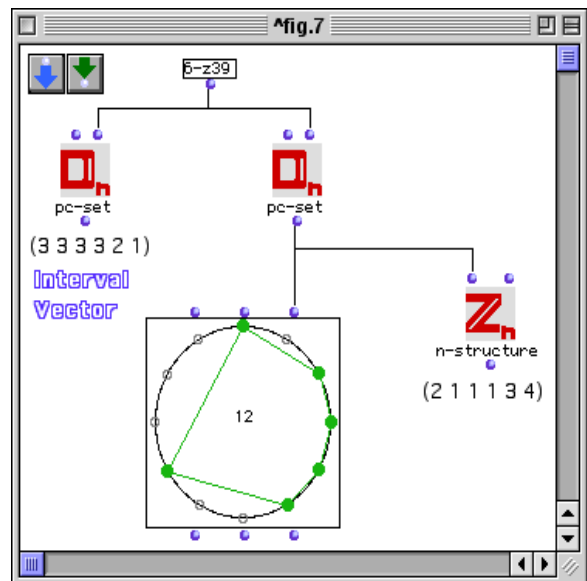 ^fig.7
6-z39
n
pc-set
n
pc-set
(3 3 3 3 2 1)
Interval
Vector
Z n
n-structure
(2 1 1 1 3 4)
12